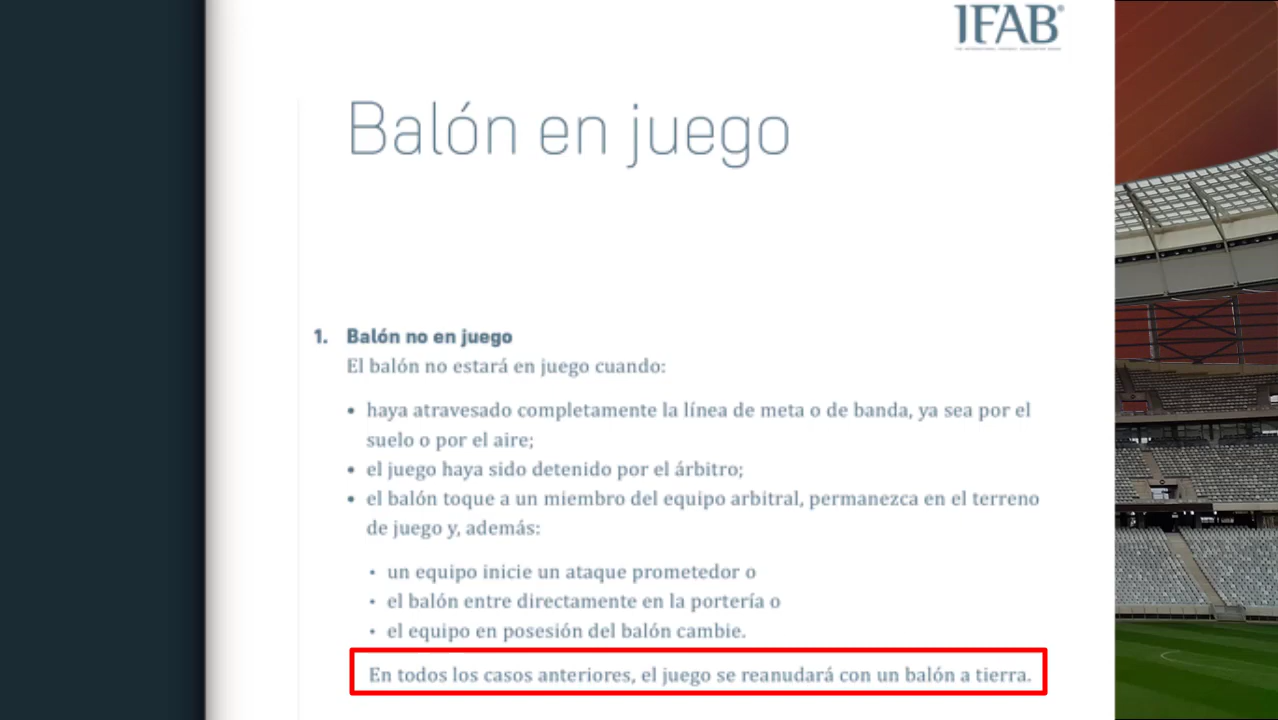 IFAB
Balón en juego
1. Balón no en juego
El balón no estará en juego cuando:
• haya atravesado completamente la línea de meta o de banda, ya sea por el
suelo o por el aire;
• el juego haya sido detenido por el árbitro;
• el balón toque a un miembro del equipo arbitral, permanezca en el terreno
de juego y, además:
• un equipo inicie un ataque prometedor o
• el balón entre directamente en la portería o
• el equipo en posesión del balón cambie.
En todos los casos anteriores, el juego se reanudará con un balón a tierra.